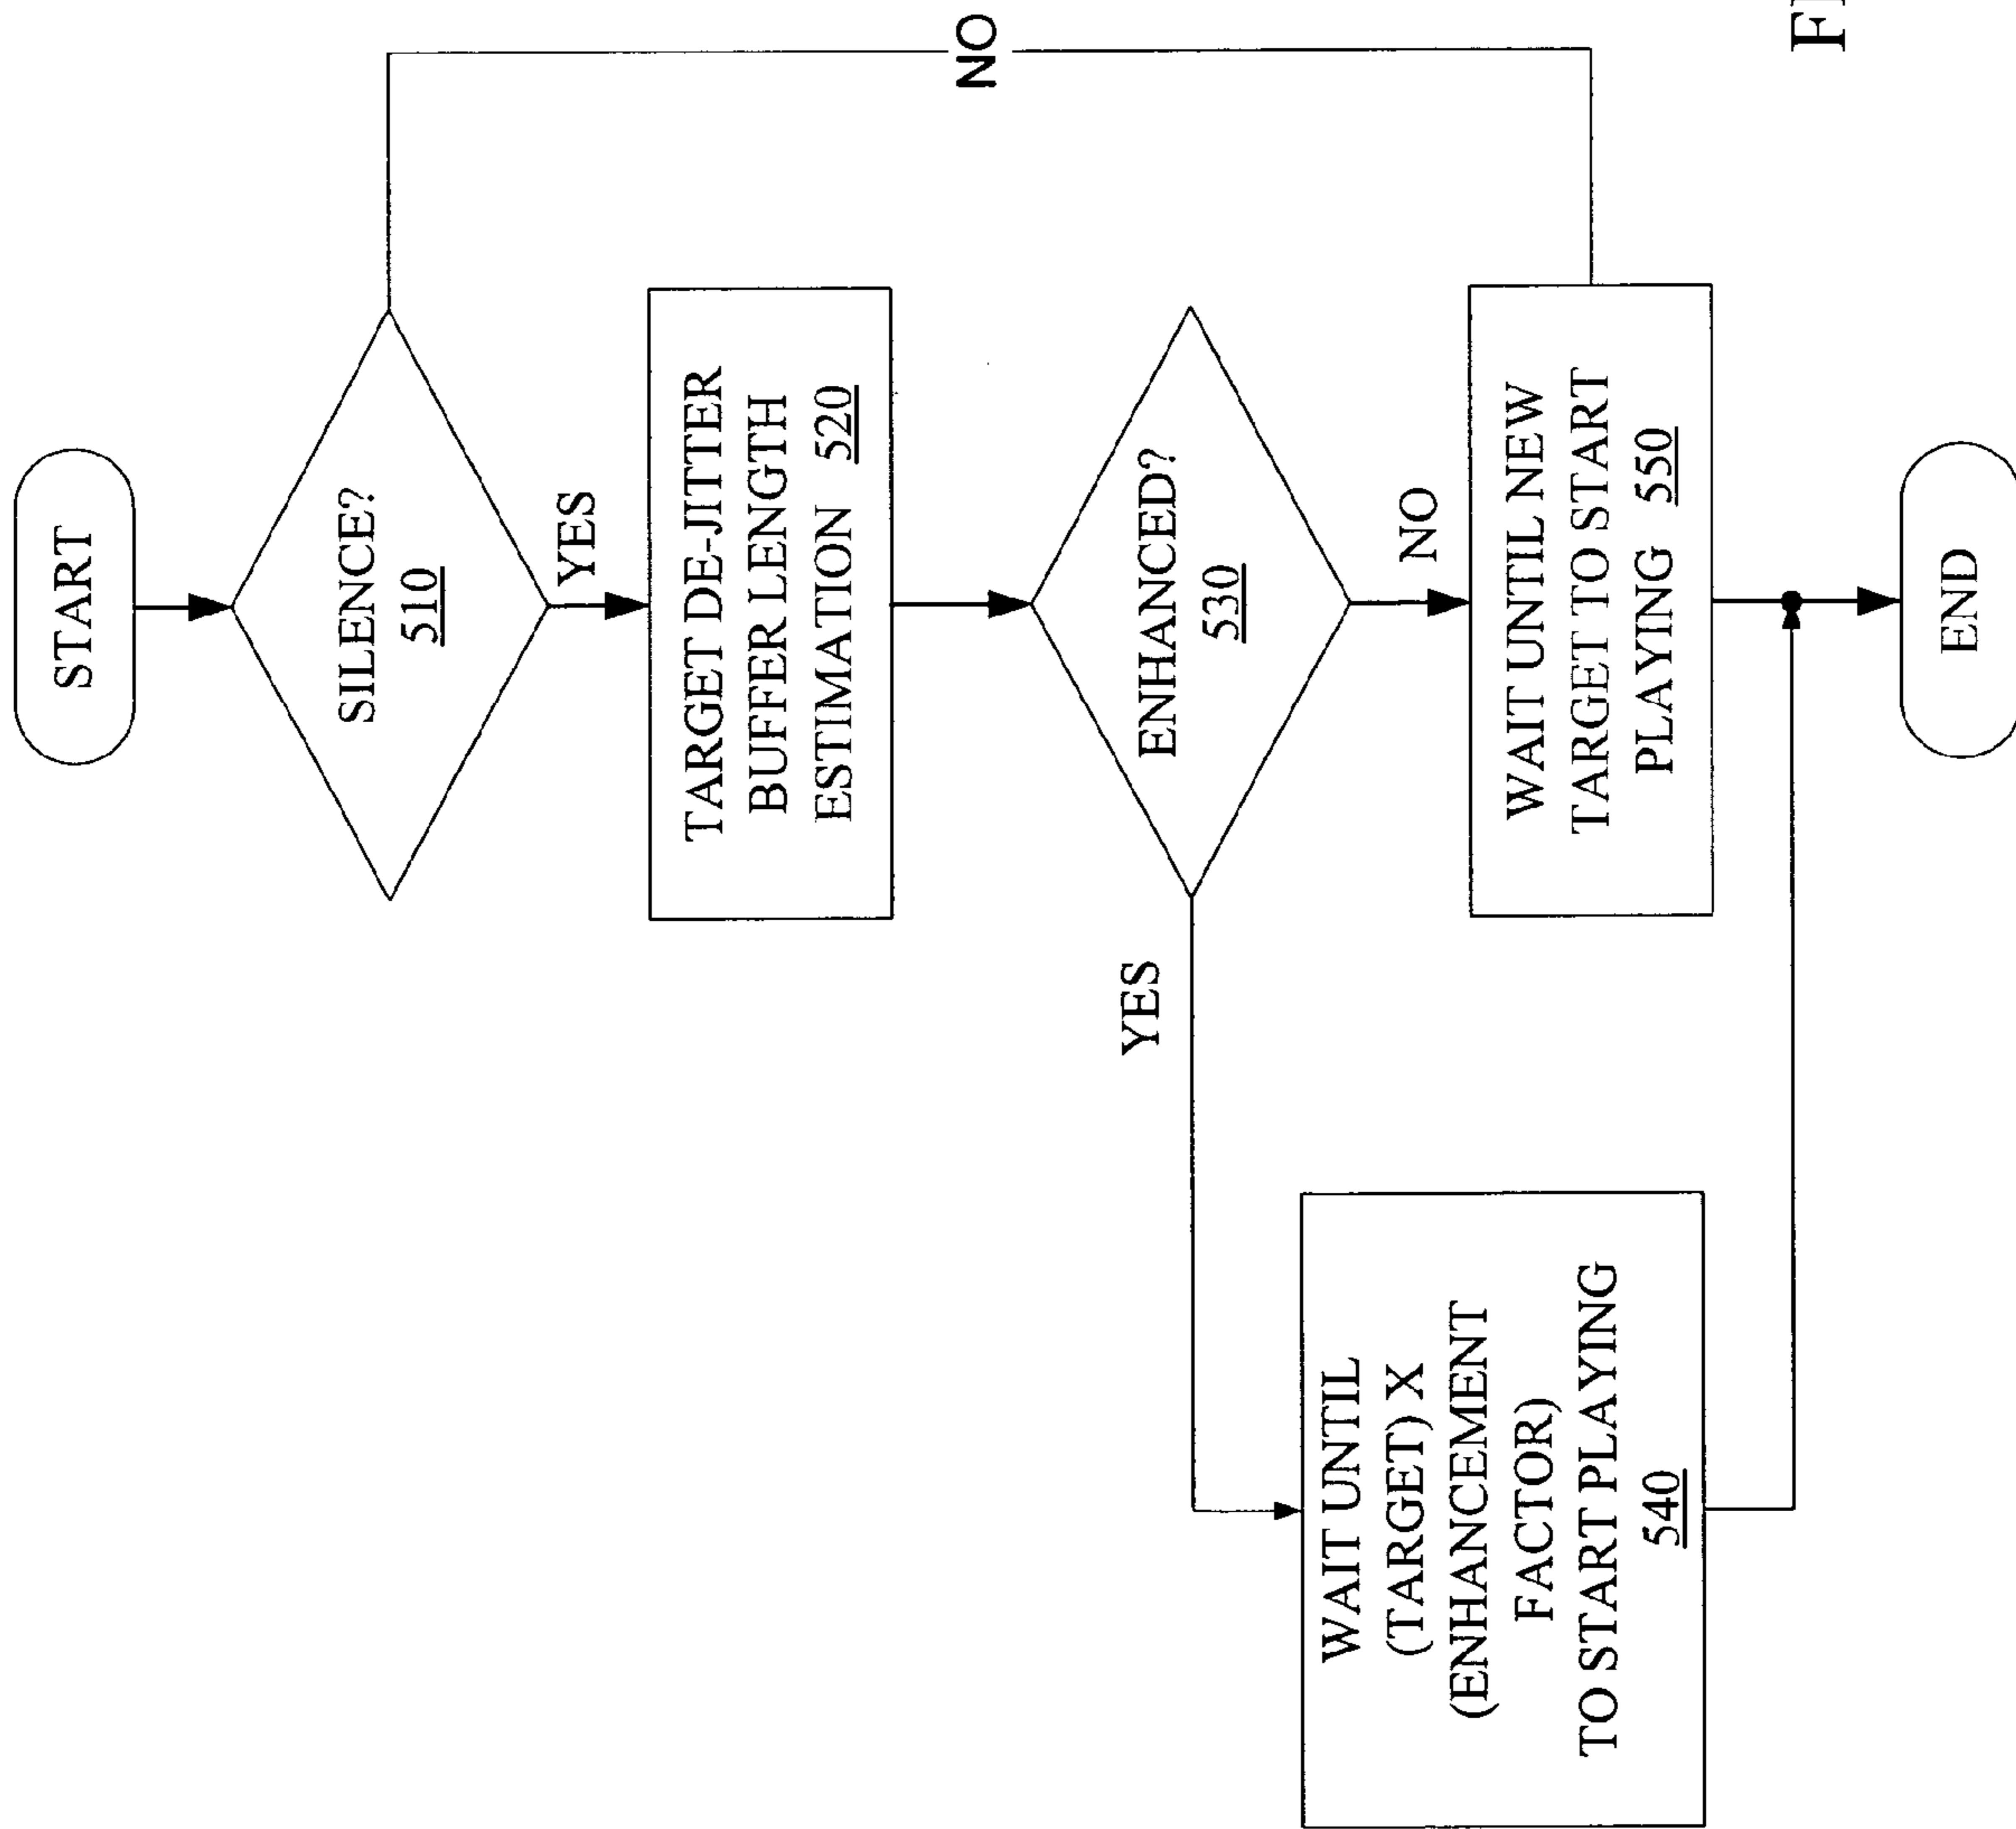 START
SILENCE?
510
YES
TARGET DE-JITTER
BUFFER LENGTH
ESTIMATION 520
NO
ENHANCED?
530
YES
NO
WAIT UNTIL
(TARGET) X
(ENHANCEMENT
FACTOR)
TO START PLAYING
540
WAIT UNTIL NEW
TARGET TO START
PLAYING 550
END